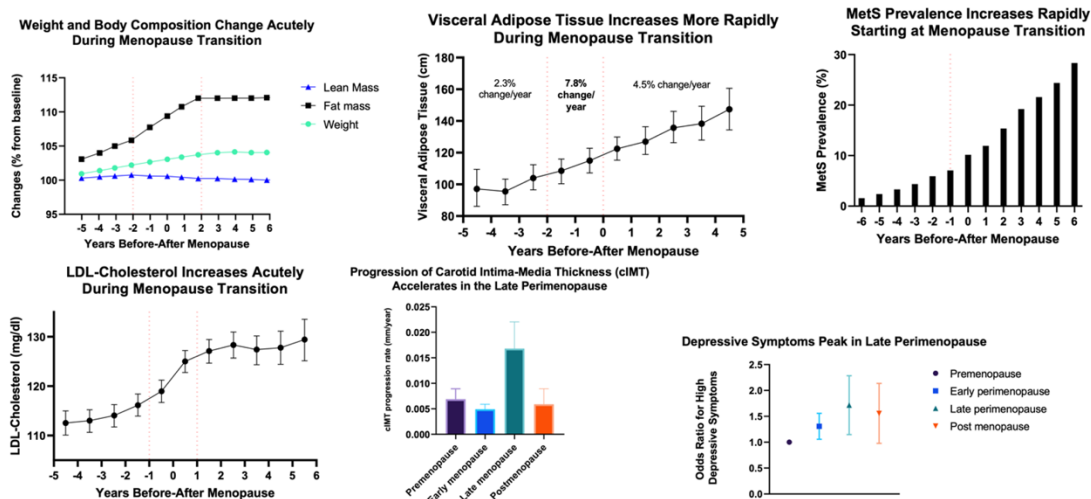 Weight and Body Composition Change Acutely
During Menopause Transition
Changes (% from baseline)
115
110
105
100
95
-5 -4 -3 -2 -1 0 1 2 3 4 5 6
Years Before-After Menopause
Lean Mass
Fat mass
Weight
Visceral Adipose Tissue Increases More Rapidly
During Menopause Transition
Visceral Adipose Tissue (cm)
180
160
140
120
100
80
2.3%
change/year
7.8%
change/
year
4.5% change/year
-5 -4 -3 -2 -1 0 1 2 3 4 5
Years Before-After Menopause
MetS Prevalence Increases Rapidly
Starting at Menopause Transition
MetS Prevalence (%)
30
20
10
0
-6 -5 -4 -3 -2 -1 0 1 2 3 4 5 6
Years Before-After Menopause
LDL-Cholesterol Increases Acutely
During Menopause Transition
LDL-Cholesterol (mg/dl)
130
120
110
-5 -4 -3 -2 -1 0 1 2 3 4 5 6
Years Before-After Menopause
Progression of Carotid Intima-Media Thickness (cIMT)
Accelerates in the Late Perimenopause
cIMT progression rate (mm/year)
0.025
0.020
0.015
0.010
0.005
0.000
Premenopause
Early menopause
Late menopause
Postmenopause
Depressive Symptoms Peak in Late Perimenopause
Odds Ratio for High
Depressive Symptoms
2.5
2.0
1.5
1.0
0.5
0.0
Premenopause
Early perimenopause
Late perimenopause
Post menopause